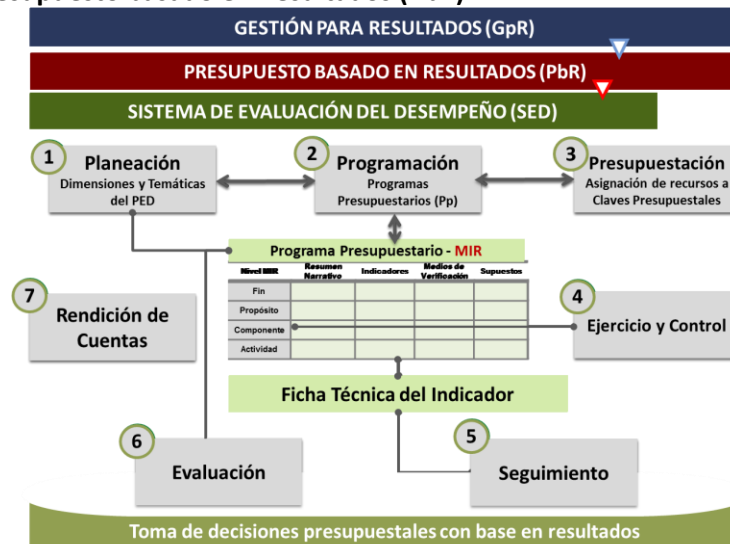 GESTIÓN PARA RESULTADOS (GpR)
PRESUPUESTO BASADO EN RESULTADOS (PbR)
SISTEMA DE EVALUACIÓN DEL DESEMPEÑO (SED)
1
Planeación
Dimensiones y Temáticas
del PED
2
Programación
Programas
Presupuestarios (Pp)
3
Presupuestación
Asignación de recursos a
Claves Presupuestales
Programa Presupuestario - MIR
Nivel MIR
Resumen
Narrativo
Indicadores
Medios de
Verificación
Supuestos
Fin
Propósito
Componente
Actividad
7
Rendición de
Cuentas
4
Ejercicio y Control
Ficha Técnica del Indicador
6
Evaluación
5
Seguimiento
Toma de decisiones presupuestales con base en resultados